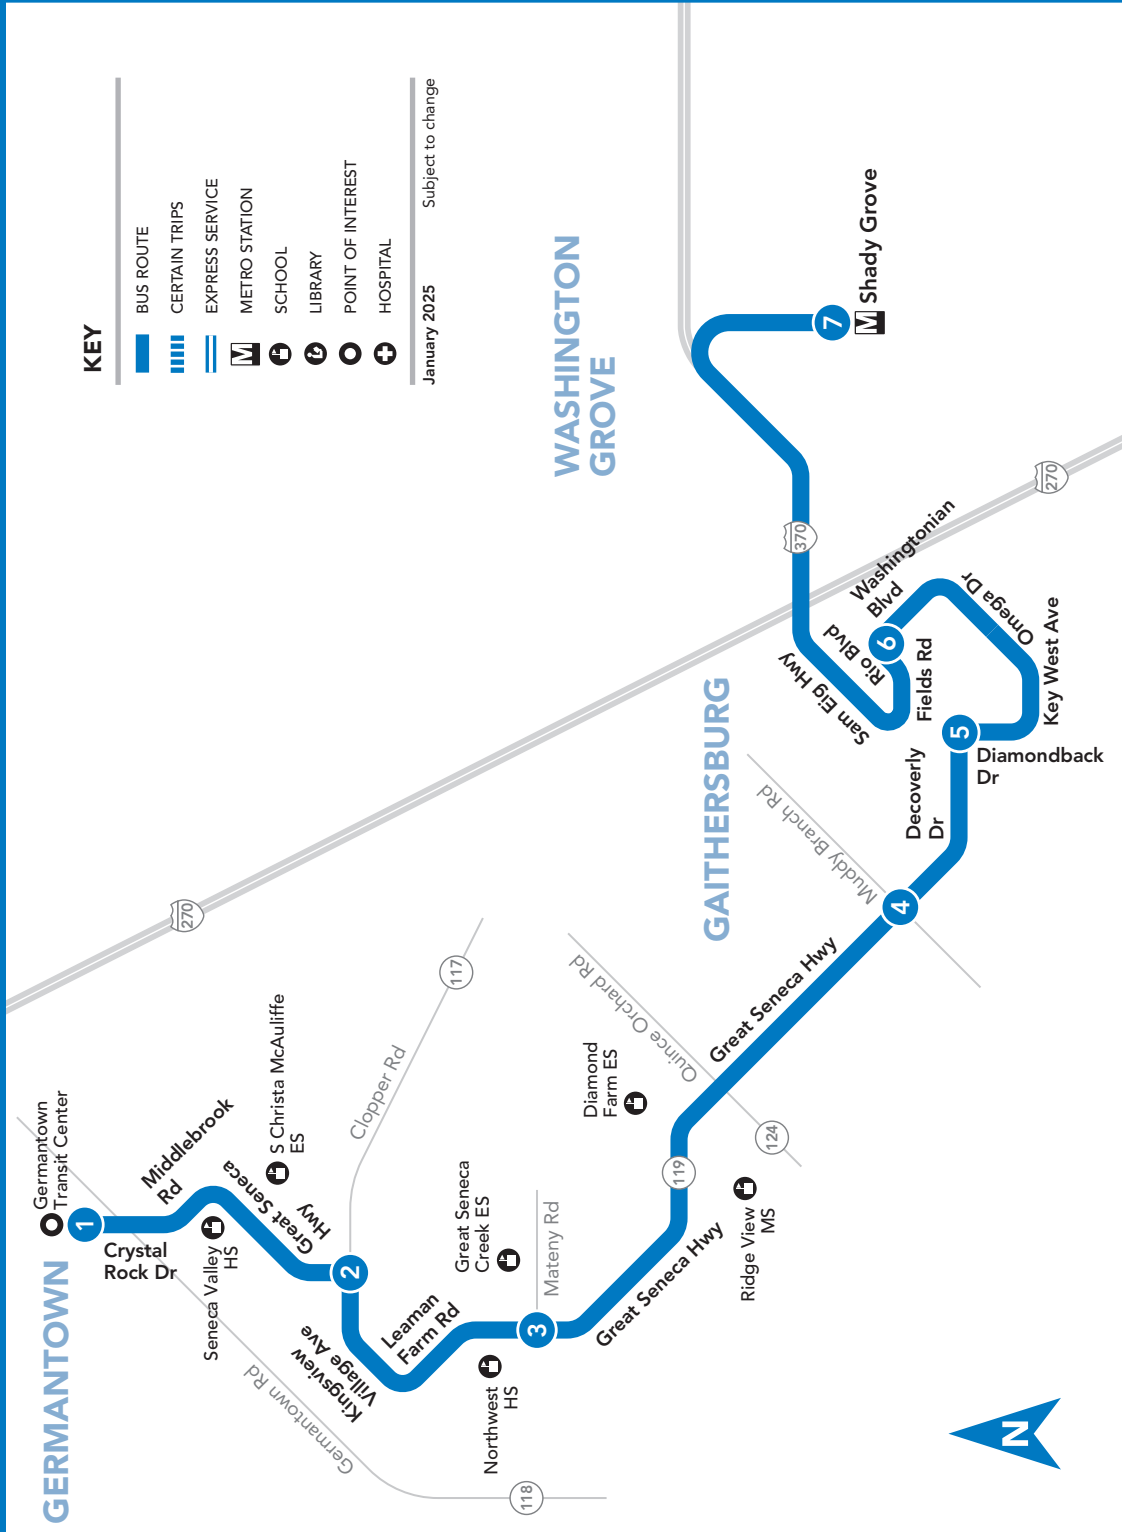 KEY
BUS ROUTE
CERTAIN TRIPS
EXPRESS SERVICE
METRO STATION
M
SCHOOL
LIBRARY
POINT OF INTEREST
HOSPITAL
January 2025
Subject to change
GERMANTOWN
Germantown
Transit Center
1
Crystal
Rock Dr
Middlebrook
Rd
Seneca Valley
HS
Great Seneca
Hwy
S Christa McAuliffe
ES
270
Germantown Rd
118
2
Clopper Rd
117
Kingsview
Village Ave
Leaman
Farm Rd
Northwest
HS
Great Seneca
Creek ES
3
Mateny Rd
Great Seneca Hwy
119
Diamond
Farm ES
Ridge View
MS
Quince Orchard Rd
124
Great Seneca Hwy
GAITHERSBURG
Muddy Branch Rd
4
Decoverly
Dr
5
Diamondback
Dr
Key West Ave
Omega Dr
Washingtonian
Blvd
6
Rio Blvd
Fields Rd
Sam Eig Hwy
370
270
WASHINGTON
GROVE
7
M Shady Grove
N